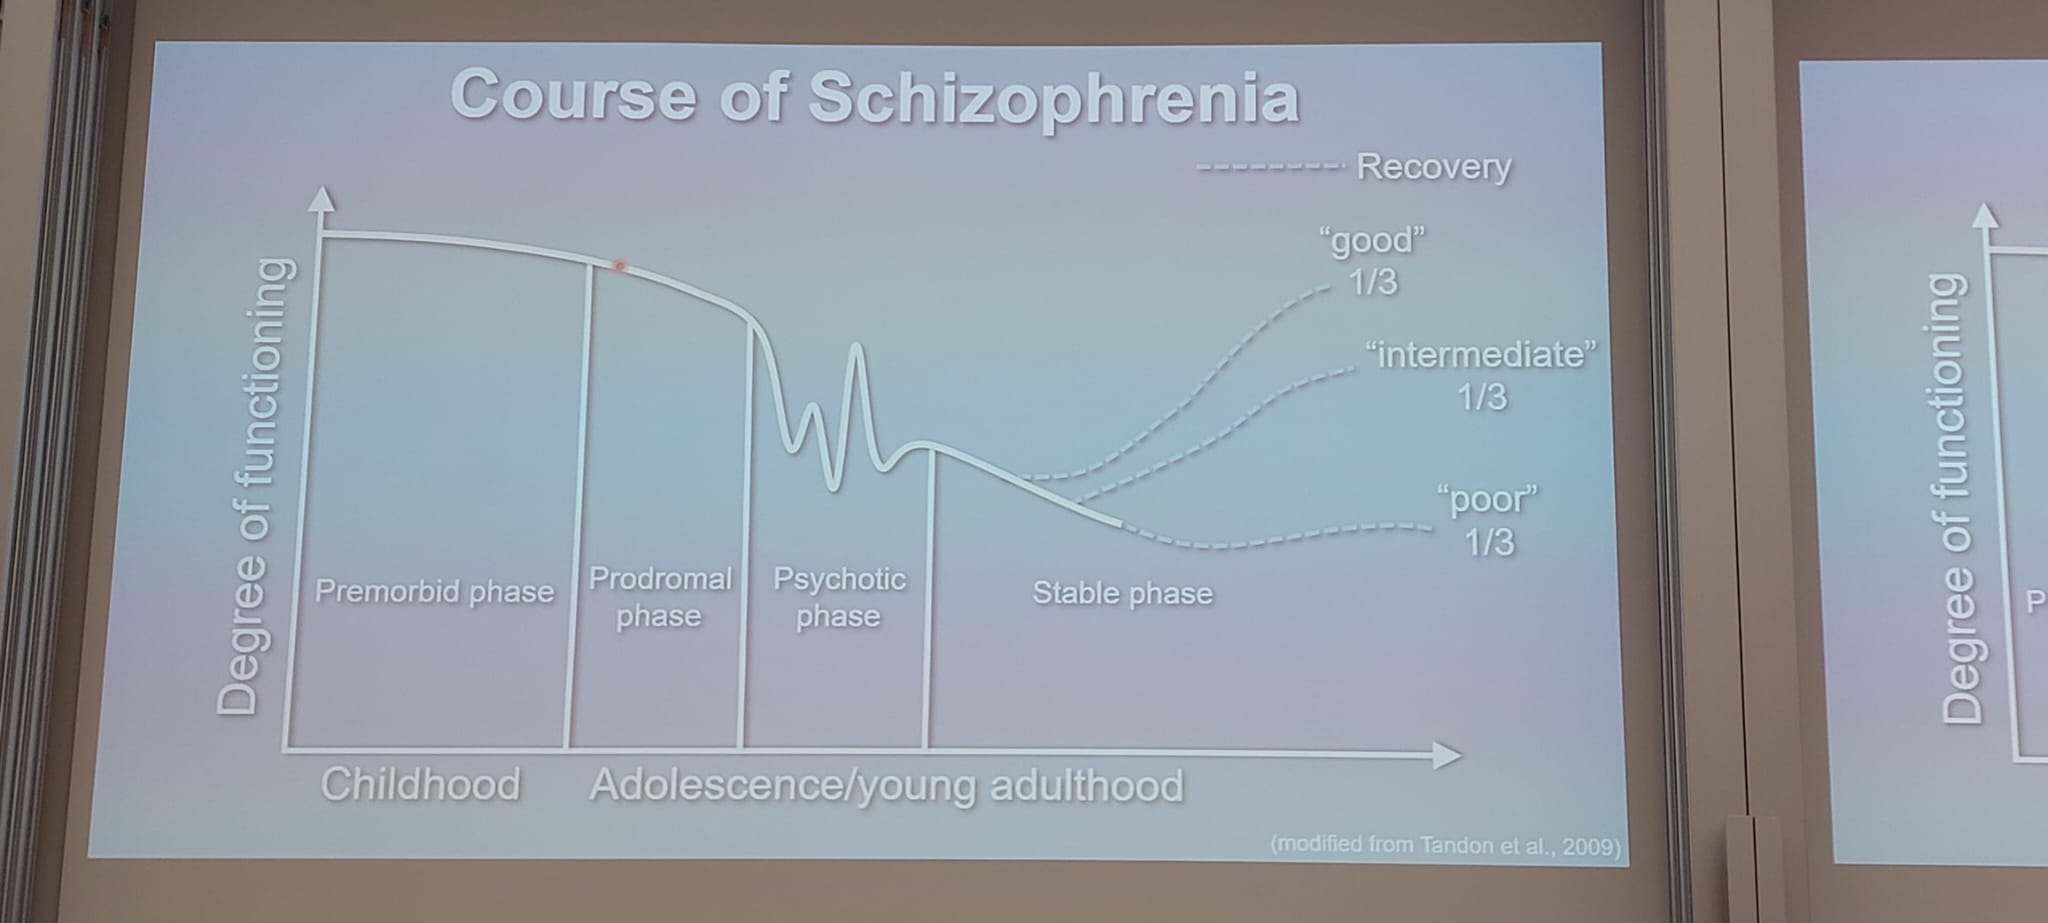 Course of Schizophrenia
Recovery
“good”
1/3
“intermediate”
1/3
“poor”
1/3
Degree of functioning
Premorbid phase
Prodromal
phase
Psychotic
phase
Stable phase
Childhood
Adolescence/young adulthood
(modified from Tandon et al., 2009)
Degree of functioning
P